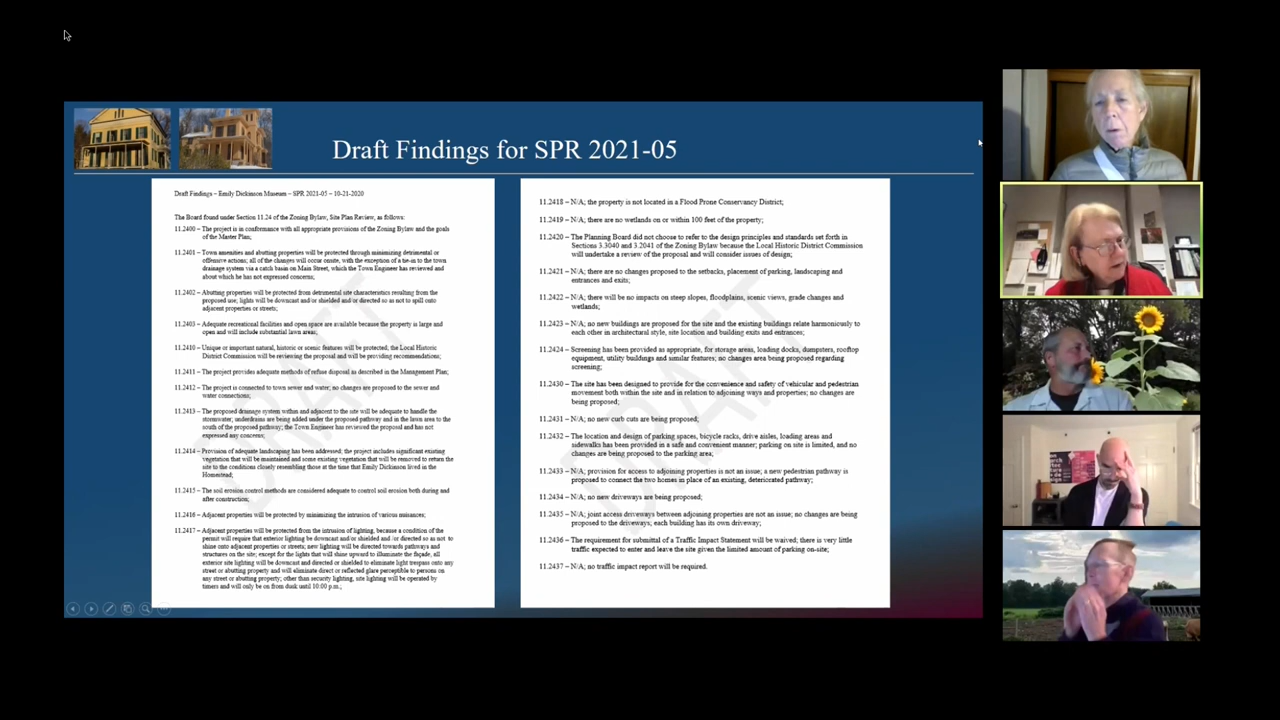 Draft Findings for SPR 2021-05
Draft Findings – Emily Dickinson Museum – SPR 2021-05 – 10-21-2020
The Board found under Section 11.24 of the Zoning Bylaw, Site Plan Review, as follows:
11.2400 – The project is in conformance with all appropriate provisions of the Zoning Bylaw and the goals
of the Master Plan;
11.2401 – Town amenities and abutting properties will be protected through minimizing detrimental or
offensive actions; all of the changes will occur onsite, with the exception of a tie-in to the town
drainage system via a catch basin on Main Street, which the Town Engineer has reviewed and
about which he has not expressed concerns;
11.2402 – Abutting properties will be protected from detrimental site characteristics resulting from the
proposed use; lights will be downcast and/or shielded and/or directed so as not to spill onto
adjacent properties or streets;
11.2403 – Adequate recreational facilities and open space are available because the property is large and
open and will include substantial lawn areas;
11.2410 – Unique or important natural, historic or scenic features will be protected; the Local Historic
District Commission will be reviewing the proposal and will be providing recommendations;
11.2411 – The project provides adequate methods of refuse disposal as described in the Management Plan;
11.2412 – The project is connected to town sewer and water; no changes are proposed to the sewer and
water connections;
11.2413 – The proposed drainage system within and adjacent to the site will be adequate to handle the
stormwater; underdrains are being added under the proposed pathway and in the lawn area to the
south of the proposed pathway; the Town Engineer has reviewed the proposal and has not
expressed any concerns;
11.2414 – Provision of adequate landscaping has been addressed; the project includes significant existing
vegetation that will be maintained and some existing vegetation that will be removed to return the
site to the conditions closely resembling those at the time that Emily Dickinson lived in the
Homestead;
11.2415 – The soil erosion control methods are considered adequate to control soil erosion both during and
after construction;
11.2416 – Adjacent properties will be protected by minimizing the intrusion of various nuisances;
11.2417 – Adjacent properties will be protected from the intrusion of lighting, because a condition of the
permit will require that exterior lighting be downcast and/or shielded and /or directed so as not to
shine onto adjacent properties or streets; new lighting will be directed towards pathways and
structures on the site; except for the lights that will shine upward to illuminate the façade, all
exterior site lighting will be downcast and directed or shielded to eliminate light trespass onto any
street or abutting property and will eliminate direct or reflected glare perceptible to persons on
any street or abutting property; other than security lighting, site lighting will be operated by
timers and will only be on from dusk until 10:00 p.m.;
11.2418 – N/A; the property is not located in a Flood Prone Conservancy District;
11.2419 – N/A; there are no wetlands on or within 100 feet of the property;
11.2420 – The Planning Board did not choose to refer to the design principles and standards set forth in
Sections 3.3040 and 3.2041 of the Zoning Bylaw because the Local Historic District Commission
will undertake a review of the proposal and will consider issues of design;
11.2421 – N/A; there are no changes proposed to the setbacks, placement of parking, landscaping and
entrances and exits;
11.2422 – N/A; there will be no impacts on steep slopes, floodplains, scenic views, grade changes and
wetlands;
11.2423 – N/A; no new buildings are proposed for the site and the existing buildings relate harmoniously to
each other in architectural style, site location and building exits and entrances;
11.2424 – Screening has been provided as appropriate, for storage areas, loading docks, dumpsters, rooftop
equipment, utility buildings and similar features; no changes area being proposed regarding
screening;
11.2430 – The site has been designed to provide for the convenience and safety of vehicular and pedestrian
movement both within the site and in relation to adjoining ways and properties; no changes are
being proposed;
11.2431 – N/A; no new curb cuts are being proposed;
11.2432 – The location and design of parking spaces, bicycle racks, drive aisles, loading areas and
sidewalks has been provided in a safe and convenient manner; parking on site is limited, and no
changes are being proposed to the parking area;
11.2433 – N/A; provision for access to adjoining properties is not an issue; a new pedestrian pathway is
proposed to connect the two homes in place of an existing, deteriorated pathway;
11.2434 – N/A; no new driveways are being proposed;
11.2435 – N/A; joint access driveways between adjoining properties are not an issue; no changes are being
proposed to the driveways; each building has its own driveway;
11.2436 – The requirement for submittal of a Traffic Impact Statement will be waived; there is very little
traffic expected to enter and leave the site given the limited amount of parking on-site;
11.2437 – N/A; no traffic impact report will be required.
DRAFT
DRAFT